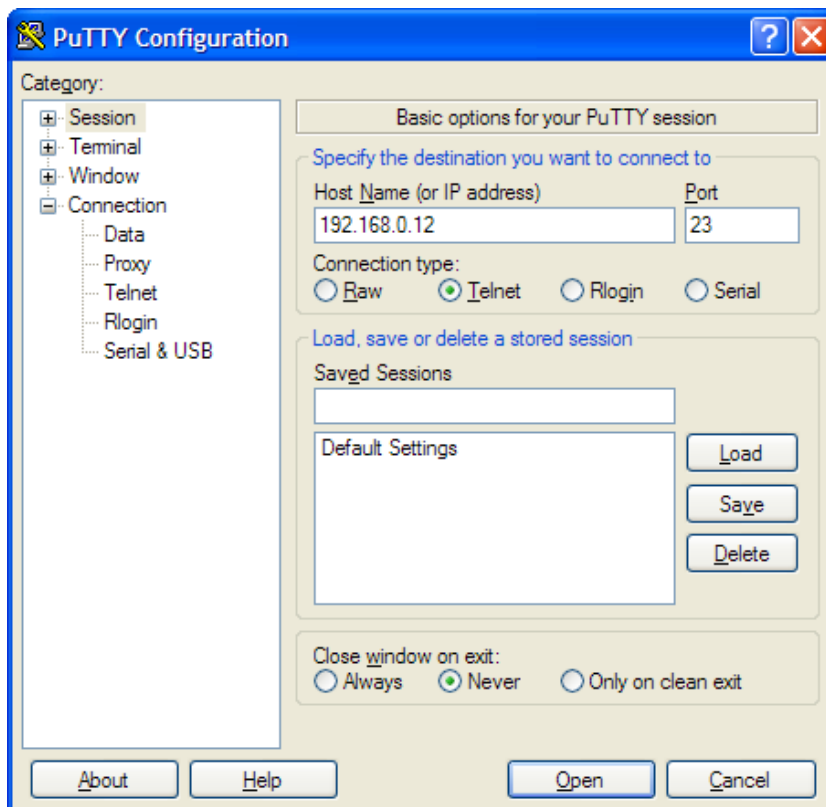 PuTTY Configuration
Category:
Session
Terminal
Window
Connection
Data
Proxy
Telnet
Rlogin
Serial & USB
Basic options for your PuTTY session
Specify the destination you want to connect to
Host Name (or IP address) Port
192.168.0.12 23
Connection type:
Raw Telnet Rlogin Serial
Load, save or delete a stored session
Saved Sessions
Default Settings
Load
Save
Delete
Close window on exit:
Always Never Only on clean exit
About Help Open Cancel